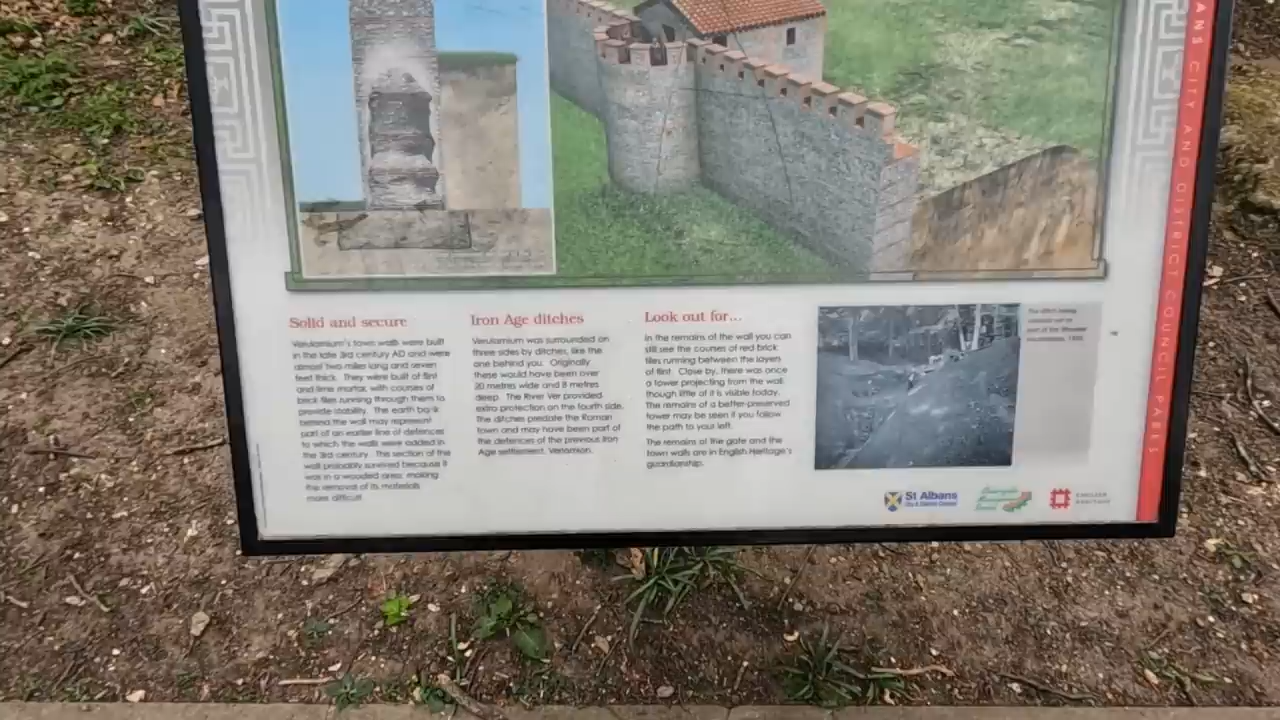 Solid and secure
Verulamium's town walls were built
in the late 3rd century AD and were
almost two miles long and seven
feet thick. They were built of flint
and lime mortar, with courses of
brick tiles running through them to
provide stability. The earth bank
behind the wall may represent
part of an earlier line of defences
to which the walls were added in
the 3rd century. This section of the
wall probably survived because it
was in a wooded area, making
the removal of its materials
more difficult.
Iron Age ditches
Verulamium was surrounded on
three sides by ditches, like the
one behind you. Originally
these would have been over
20 metres wide and 8 metres
deep. The River Ver provided
extra protection on the fourth side.
The ditches predate the Roman
town and may have been part of
the defences of the previous Iron
Age settlement, Verlamion.
Look out for...
In the remains of the wall you can
still see the courses of red brick
tiles running between the layers
of flint. Close by, there was once
a tower projecting from the wall
though little of it is visible today.
The remains of a better-preserved
tower may be seen if you follow
the path to your left.
The remains of the gate and the
town walls are in English Heritage's
guardianship.
The ditch being
part of the
St Albans
City & District Council
ENGLISH
HERITAGE
ANS CITY AND DISTRICT COUNCIL PARKS